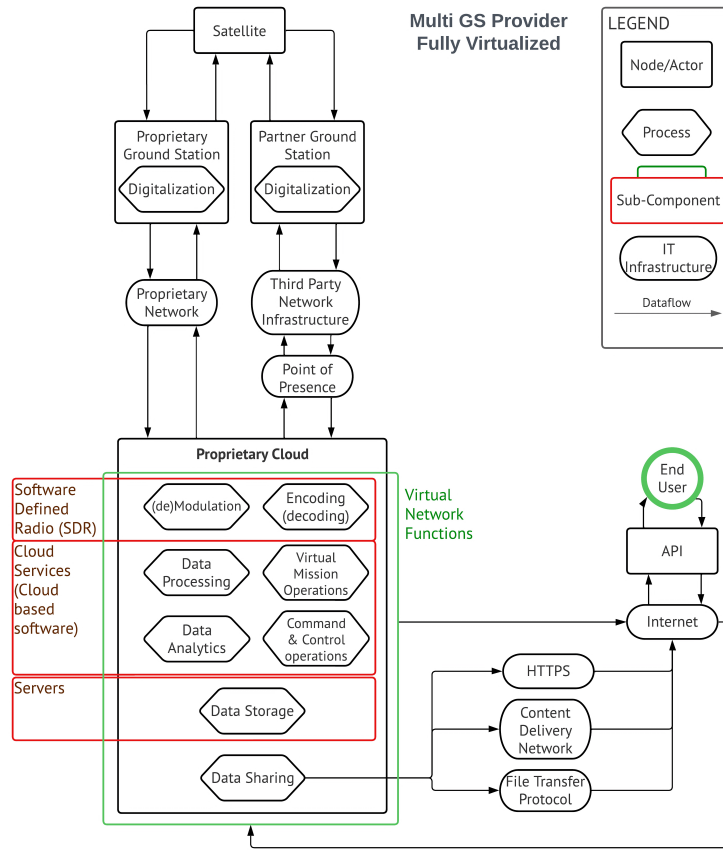 Multi GS Provider
Fully Virtualized
LEGEND
Node/Actor
Process
Sub-Component
IT
Infrastructure
Dataflow
Satellite
Proprietary
Ground Station
Digitalization
Partner Ground
Station
Digitalization
Proprietary
Network
Third Party
Network
Infrastructure
Point of
Presence
Proprietary Cloud
Software
Defined
Radio (SDR)
(de)Modulation
Encoding
(decoding)
Virtual
Network
Functions
Cloud
Services
(Cloud
based
software)
Data
Processing
Virtual
Mission
Operations
Data
Analytics
Command
& Control
operations
Servers
Data Storage
Data Sharing
End
User
API
Internet
HTTPS
Content
Delivery
Network
File Transfer
Protocol